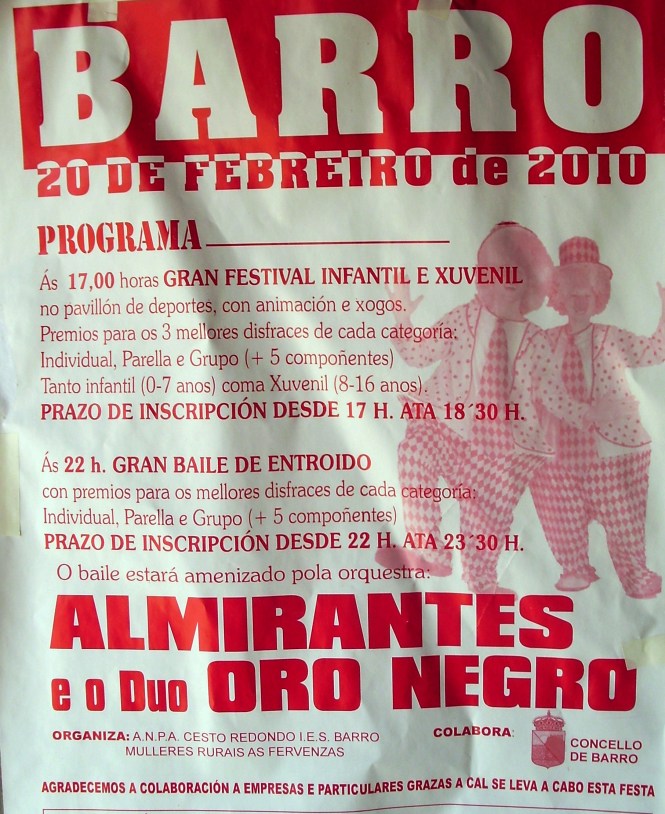 BARRO
20 DE FEBREIRO de 2010
PROGRAMA
Ás 17,00 horas GRAN FESTIVAL INFANTIL E XUVENIL
no pavillón de deportes, con animación e xogos.
Premios para os 3 mellores disfraces de cada categoría:
Individual, Parella e Grupo (+ 5 compoñentes)
Tanto infantil (0-7 anos) coma Xuvenil (8-16 anos).
PRAZO DE INSCRIPCIÓN DESDE 17 H. ATA 18´30 H.
Ás 22 h. GRAN BAILE DE ENTROIDO
con premios para os mellores disfraces de cada categoría:
Individual, Parella e Grupo (+ 5 compoñentes)
PRAZO DE INSCRIPCIÓN DESDE 22 H. ATA 23´30 H.
O baile estará amenizado pola orquestra:
ALMIRANTES
e o Duo ORO NEGRO
ORGANIZA: A.N.P.A. CESTO REDONDO I.E.S. BARRO
MULLERES RURAIS AS FERVENZAS
COLABORA:
CONCELLO
DE BARRO
AGRADECEMOS A COLABORACIÓN A EMPRESAS E PARTICULARES GRAZAS A CAL SE LEVA A CABO ESTA FESTA